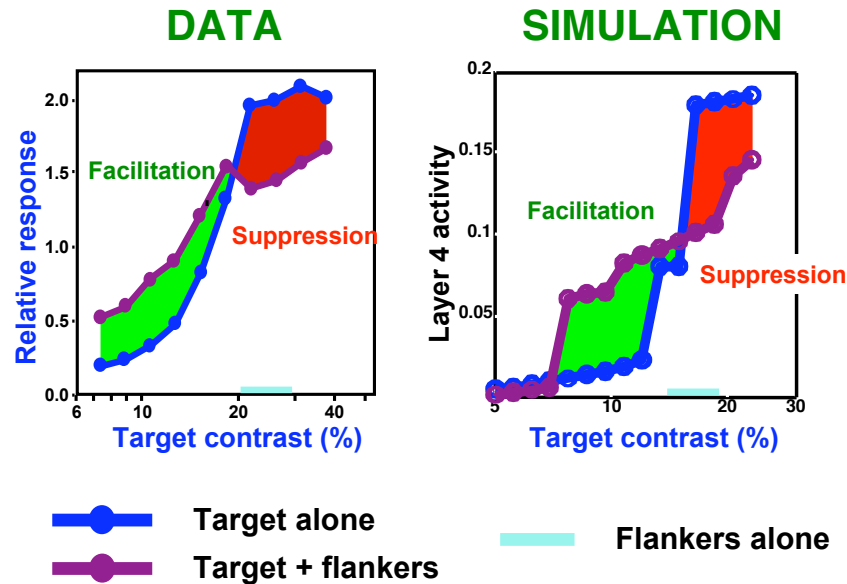 DATA
SIMULATION
Relative response
2.0
1.5
1.0
0.5
0.0
Facilitation
Suppression
6
10
20
40
Target contrast (%)
Layer 4 activity
0.2
0.15
0.1
0.05
Facilitation
Suppression
5
10
20
30
Target contrast (%)
Target alone
Target + flankers
Flankers alone